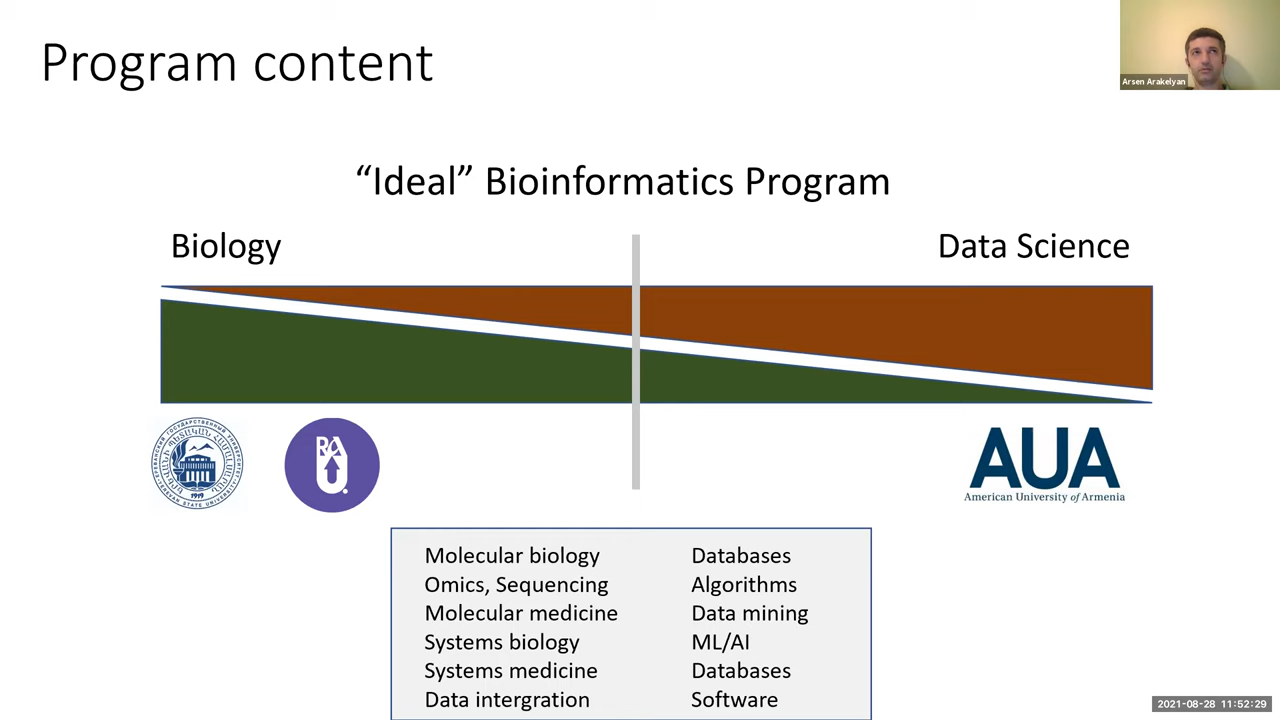 Program content
Arsen Arakelyan
“Ideal” Bioinformatics Program
Biology
Data Science
1919
RA
U
AUA
American University of Armenia
Molecular biology
Omics, Sequencing
Molecular medicine
Systems biology
Systems medicine
Data intergration
Databases
Algorithms
Data mining
ML/AI
Databases
Software
2021-08-28 11:52:29